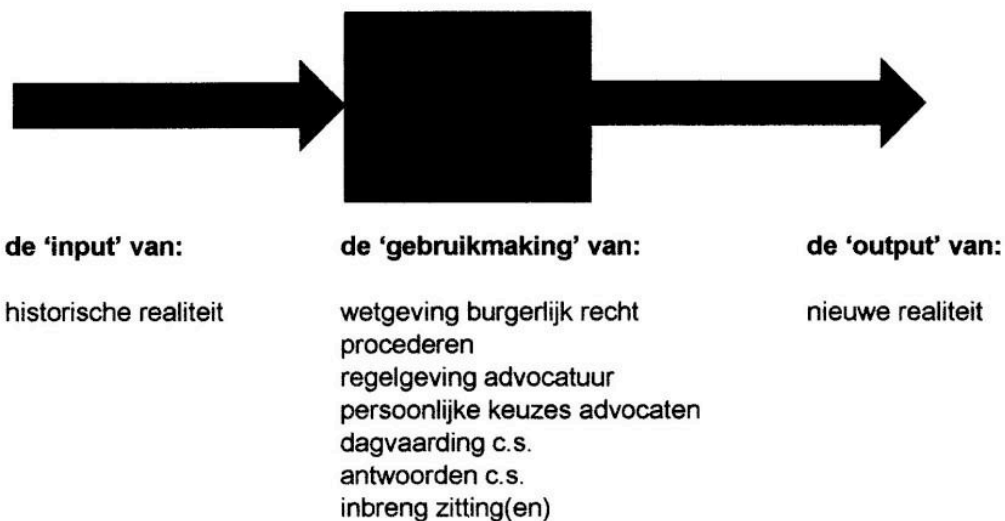 de 'input' van:
de 'gebruikmaking' van:
de 'output' van:
historische realiteit
wetgeving burgerlijk recht
nieuwe realiteit
procederen
regelgeving advocatuur
persoonlijke keuzes advocaten
dagvaarding c.s.
antwoorden c.s.
inbreng zitting(en)